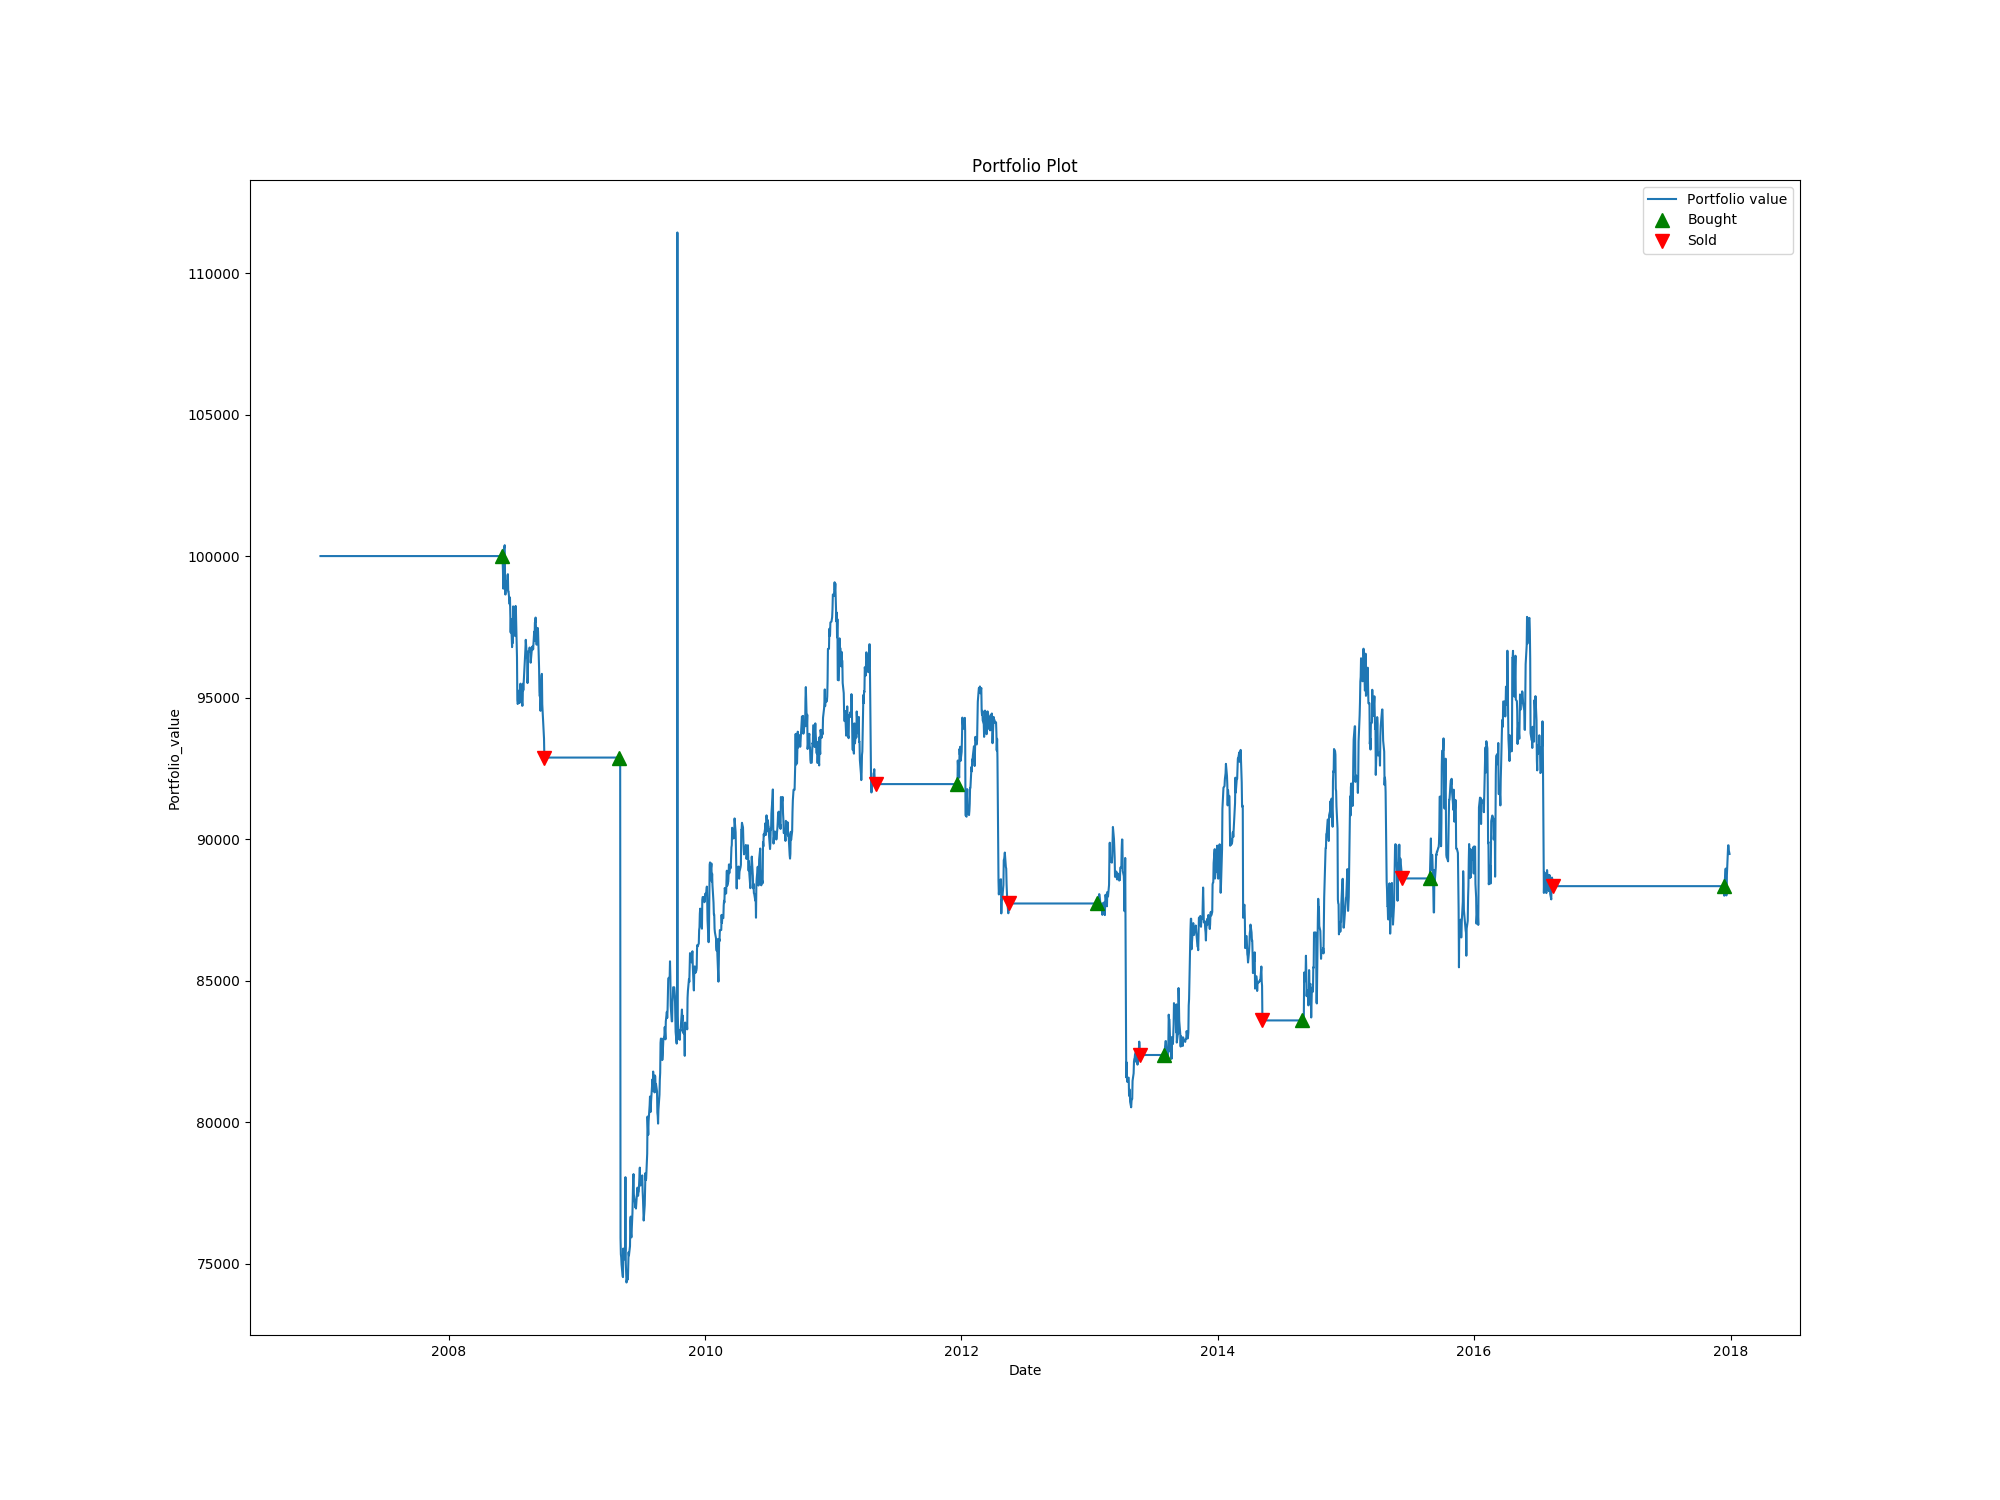 Portfolio Plot
Portfolio value
Bought
Sold
110000
105000
100000
95000
90000
85000
80000
75000
Portfolio_value
2008 2010 2012 2014 2016 2018
Date